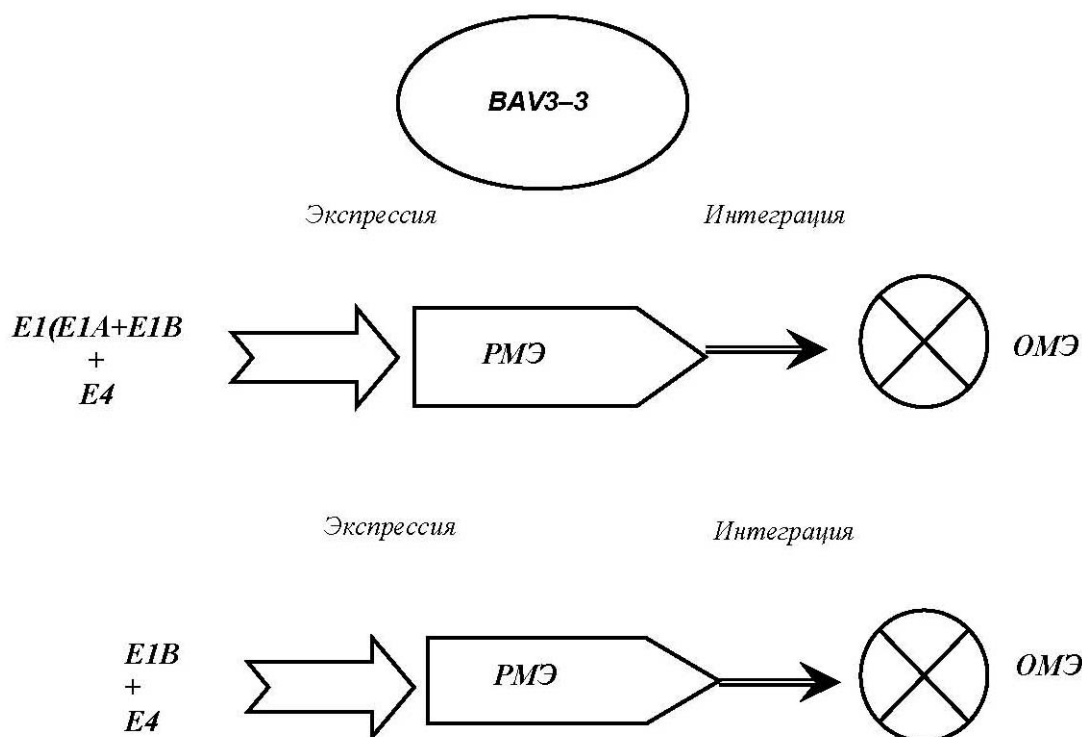 BAV3–3
Экспрессия Интеграция
E1(E1A+E1B
+
E4
РМЭ
ОМЭ
Экспрессия Интеграция
E1B
+
E4
РМЭ
ОМЭ